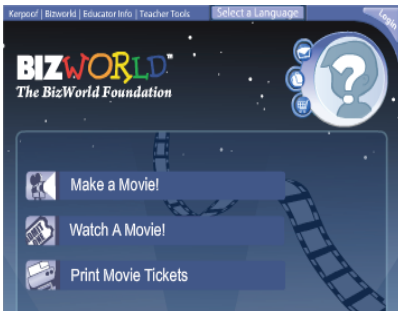 Kerpoof | Bizworld | Educator Info | Teacher Tools Select a Language Login
BIZWORLD™
The BizWorld Foundation
Make a Movie!
Watch A Movie!
Print Movie Tickets